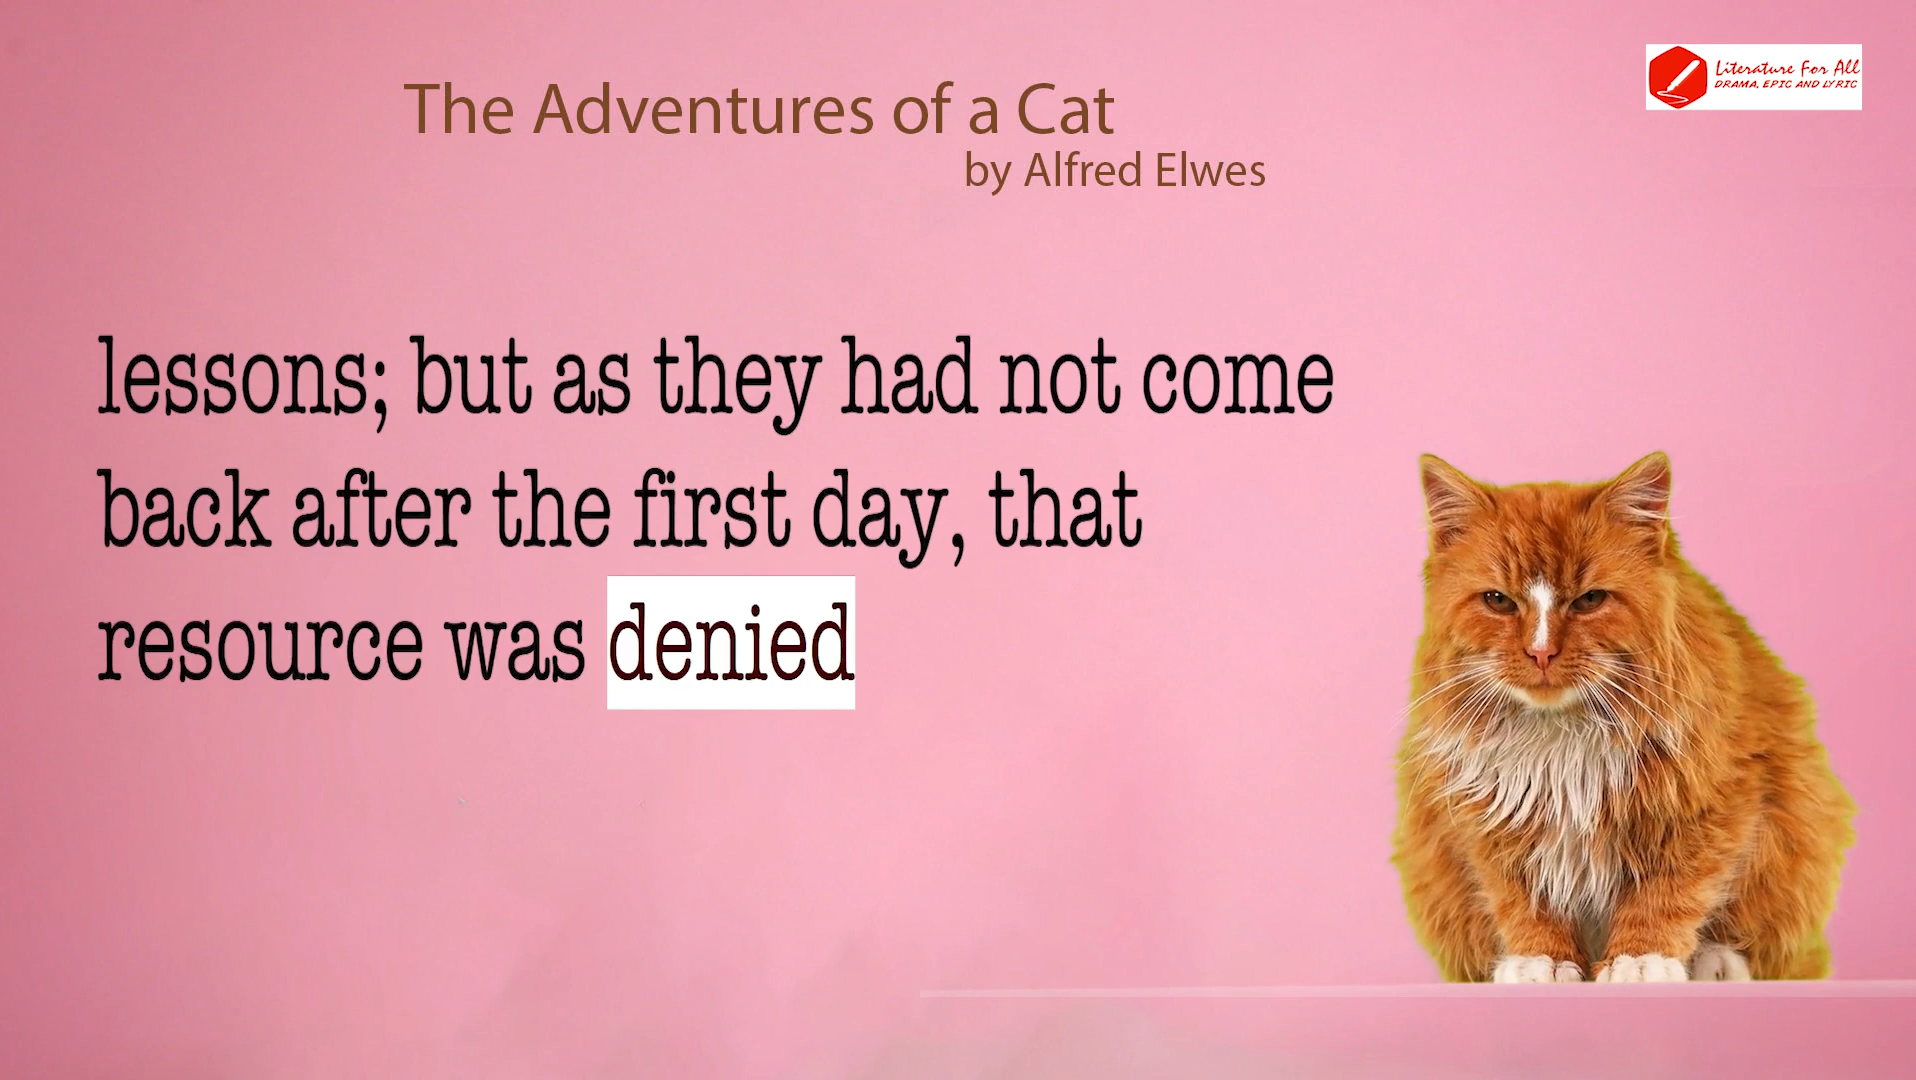 The Adventures of a Cat
by Alfred Elwes
Literature For All
DRAMA, EPIC AND LYRIC
lessons; but as they had not come
back after the first day, that
resource was denied